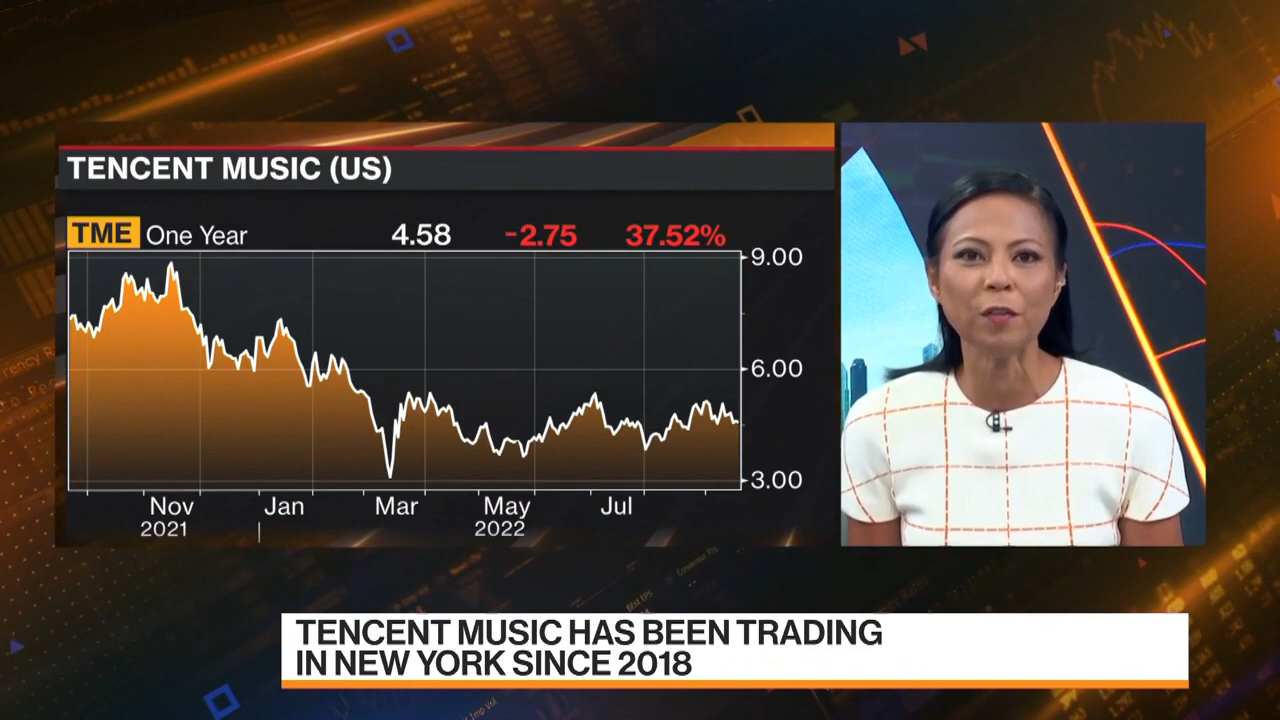 TENCENT MUSIC (US)
TME One Year 4.58 -2.75 37.52%
9.00
6.00
3.00
Nov Jan Mar May Jul
2021 2022
TENCENT MUSIC HAS BEEN TRADING
IN NEW YORK SINCE 2018